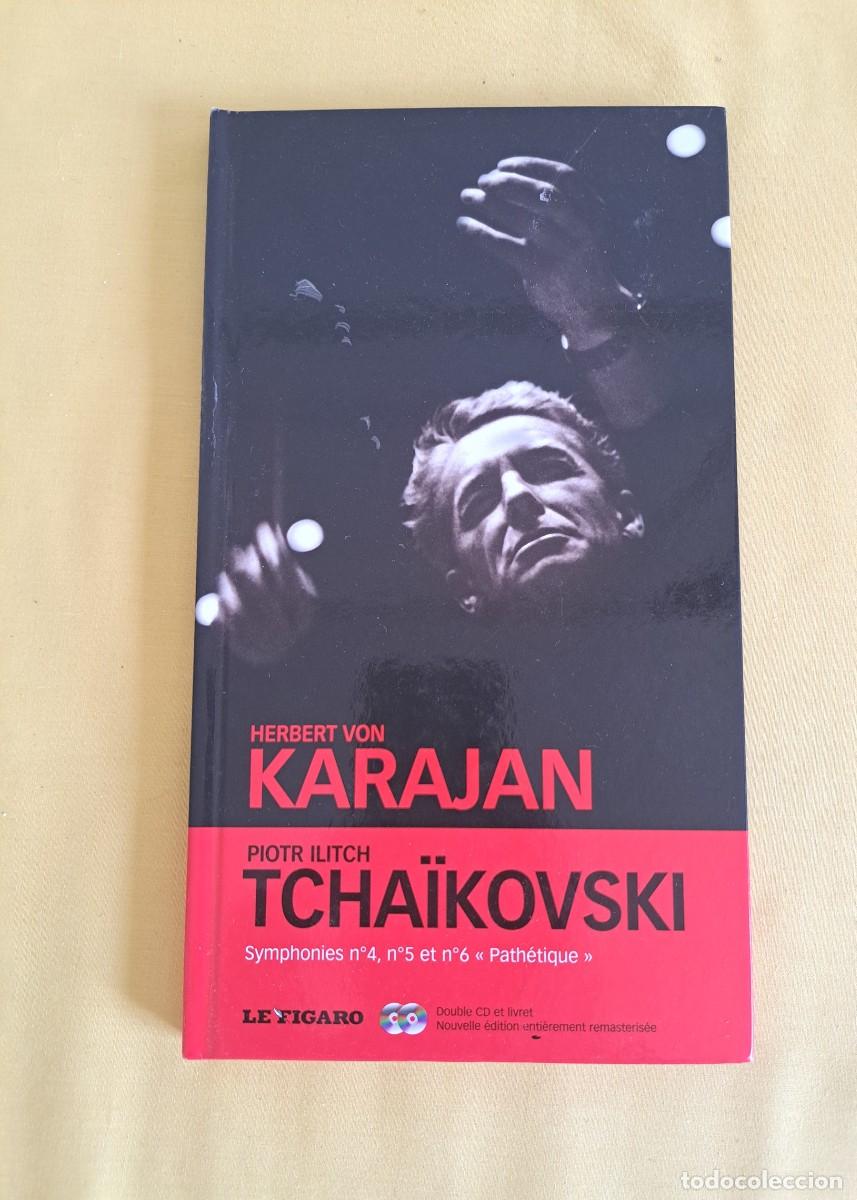 HERBERT VON
KARAJAN
PIOTR ILITCH
TCHAÏKOVSKI
Symphonies n°4, n°5 et n°6 « Pathétique »
LE FIGARO
Double CD et livret
Nouvelle édition entièrement remasterisée
todocoleccion